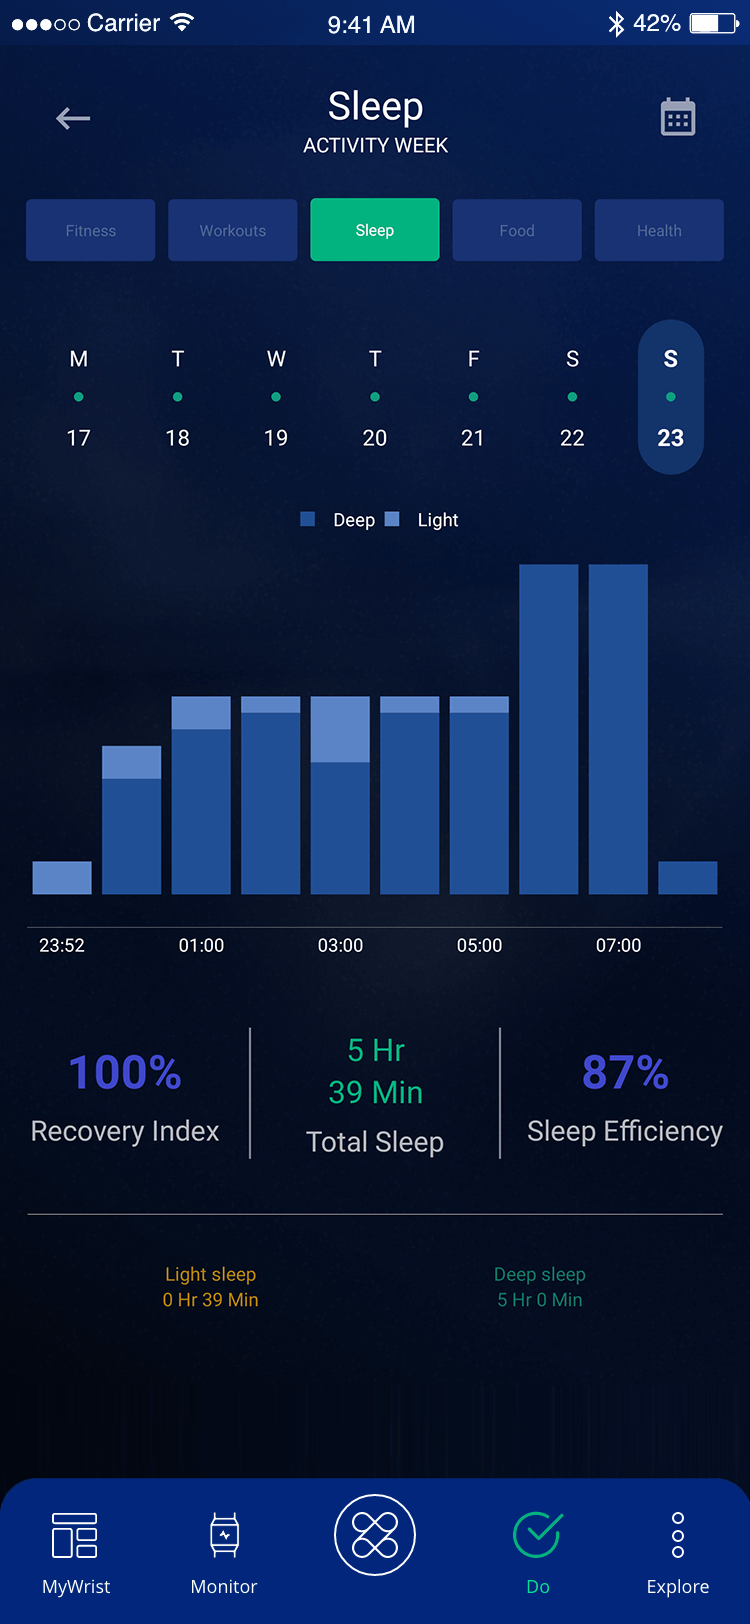 Carrier 9:41 AM 42%
Sleep
ACTIVITY WEEK
Fitness Workouts Sleep Food Health
M T W T F S S
17 18 19 20 21 22 23
Deep Light
23:52 01:00 03:00 05:00 07:00
100%
Recovery Index
5 Hr
39 Min
Total Sleep
87%
Sleep Efficiency
Light sleep
0 Hr 39 Min
Deep sleep
5 Hr 0 Min
MyWrist Monitor Do Explore